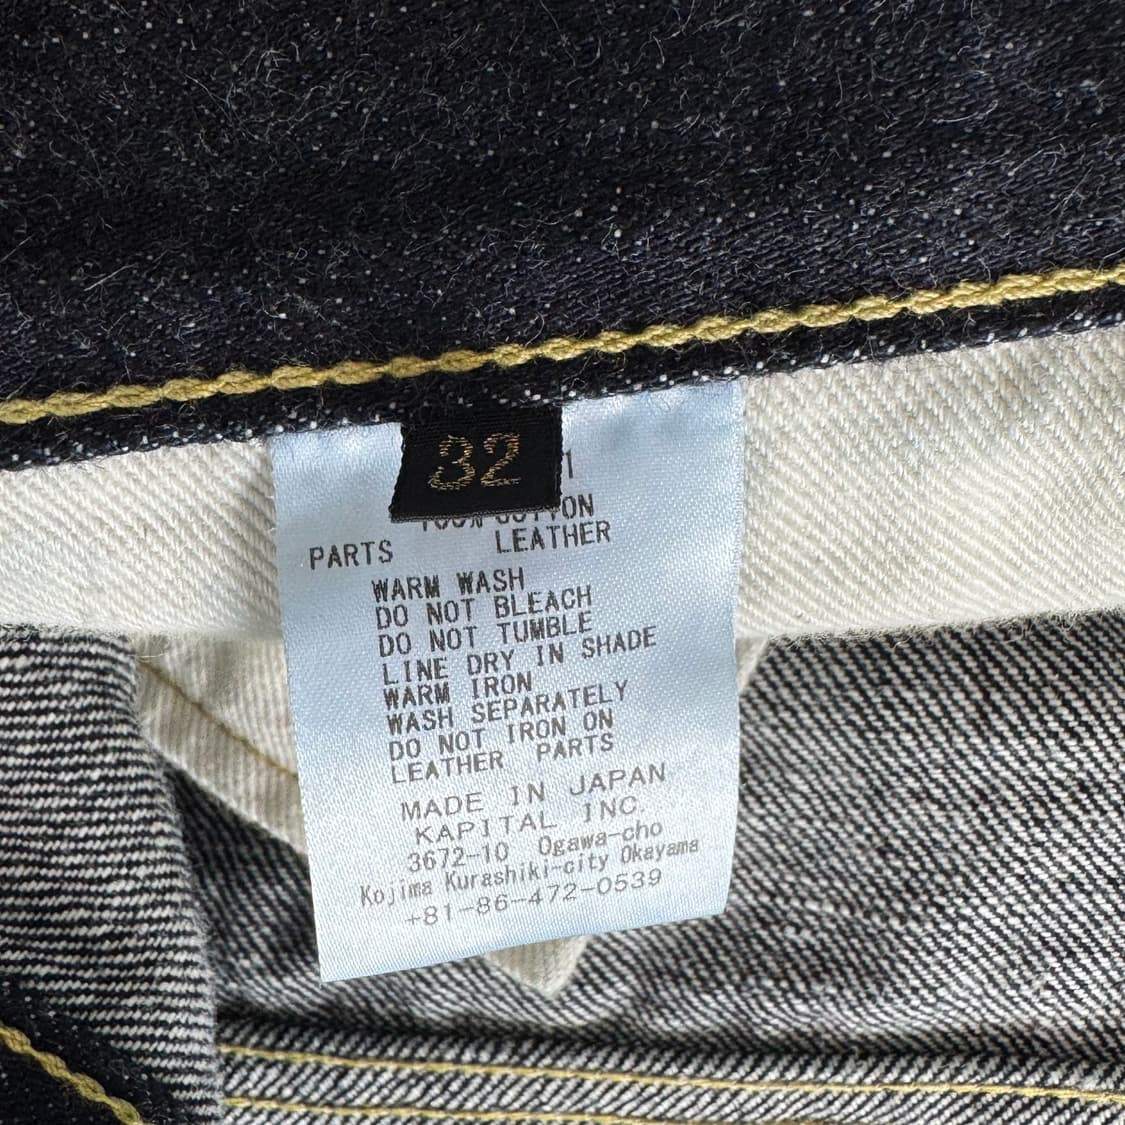 32
1
COTTON
PARTS LEATHER
WARM WASH
DO NOT BLEACH
DO NOT TUMBLE
LINE DRY IN SHADE
WARM IRON
WASH SEPARATELY
DO NOT IRON ON
LEATHER PARTS
MADE IN JAPAN
KAPITAL INC.
3672-10 Ogawa-cho
Kojima Kurashiki-city Okayama
+81-86-472-0539